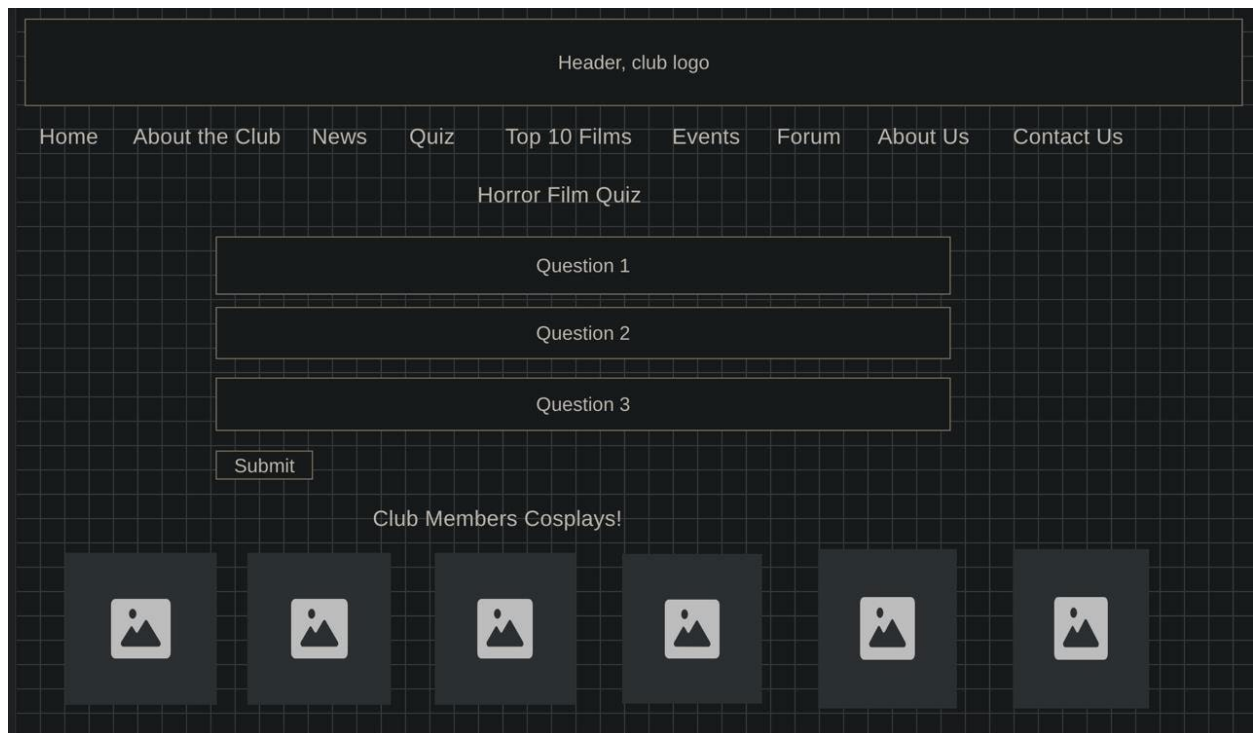 Header, club logo
Home About the Club News Quiz Top 10 Films Events Forum About Us Contact Us
Horror Film Quiz
Question 1
Question 2
Question 3
Submit
Club Members Cosplays!